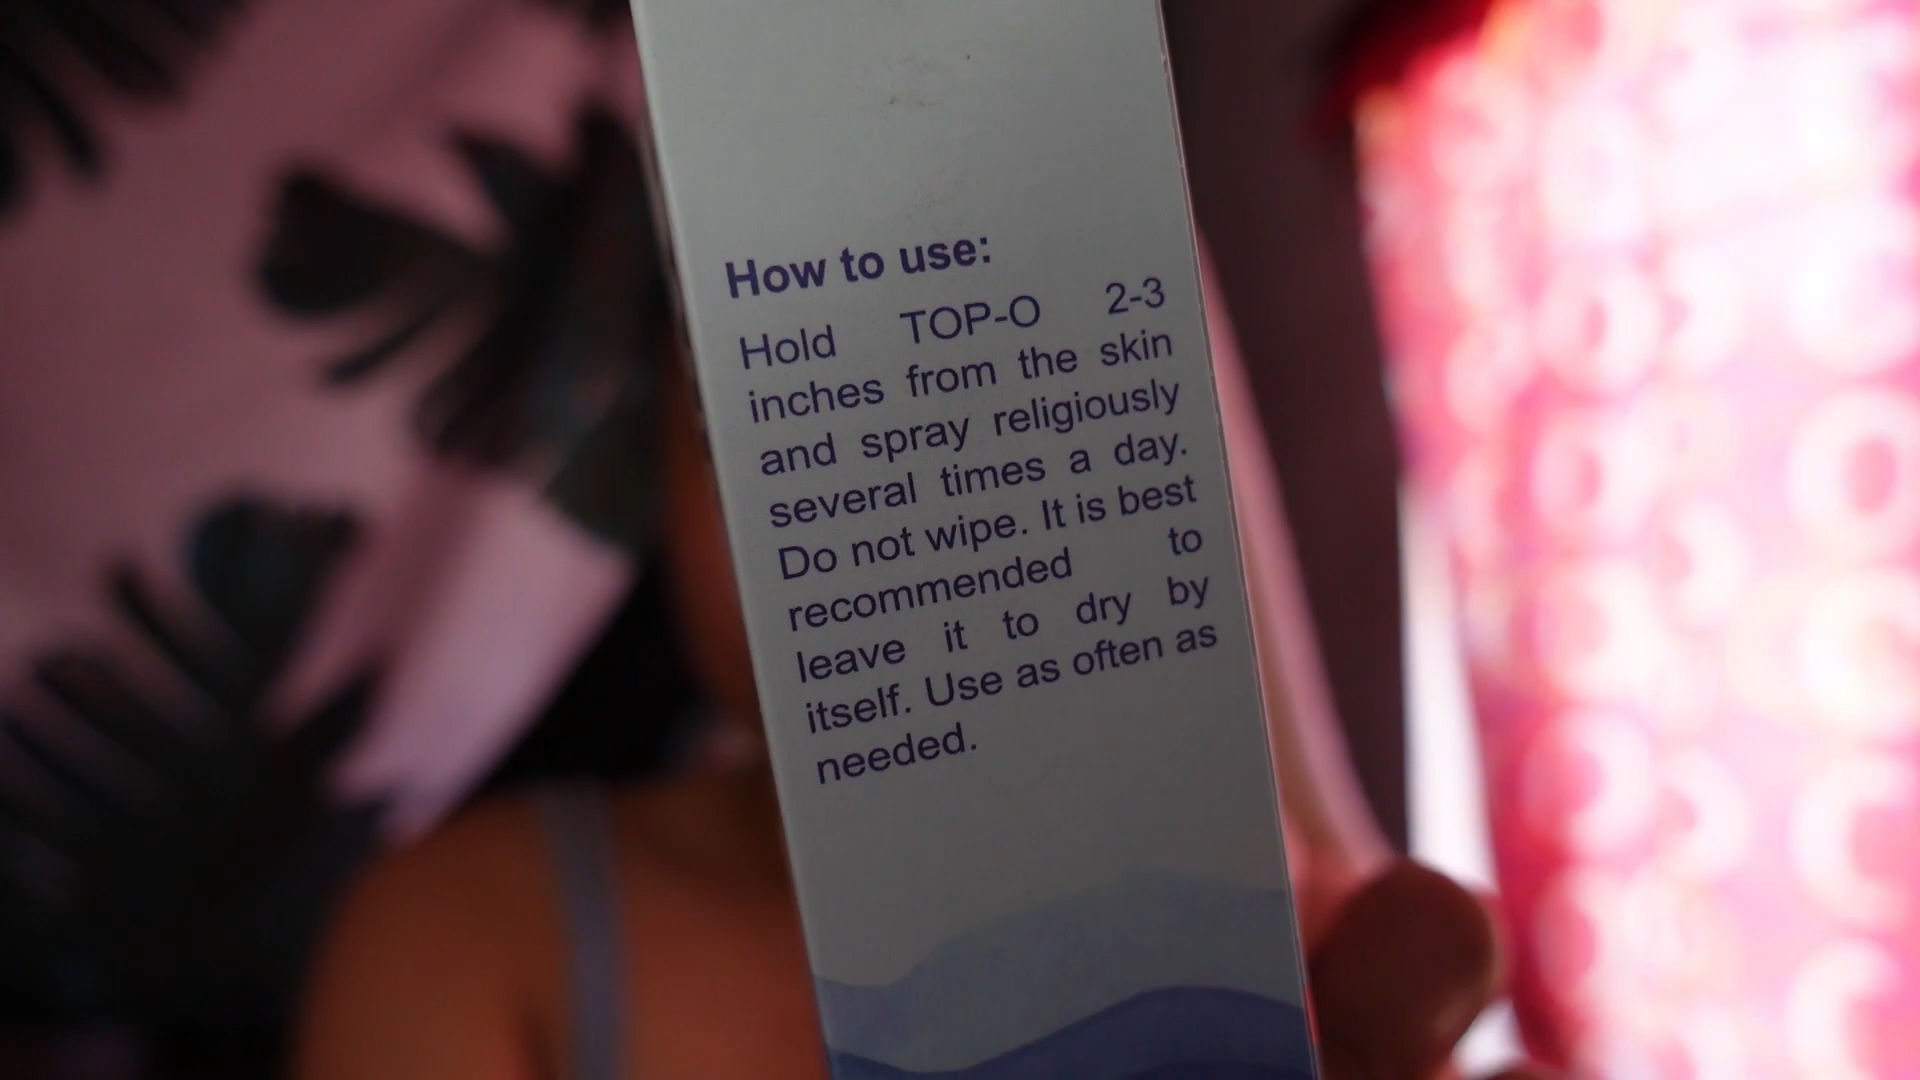 How to use:
Hold TOP-O 2-3
inches from the skin
and spray religiously
several times a day.
Do not wipe. It is best
recommended to
leave it to dry by
itself. Use as often as
needed.